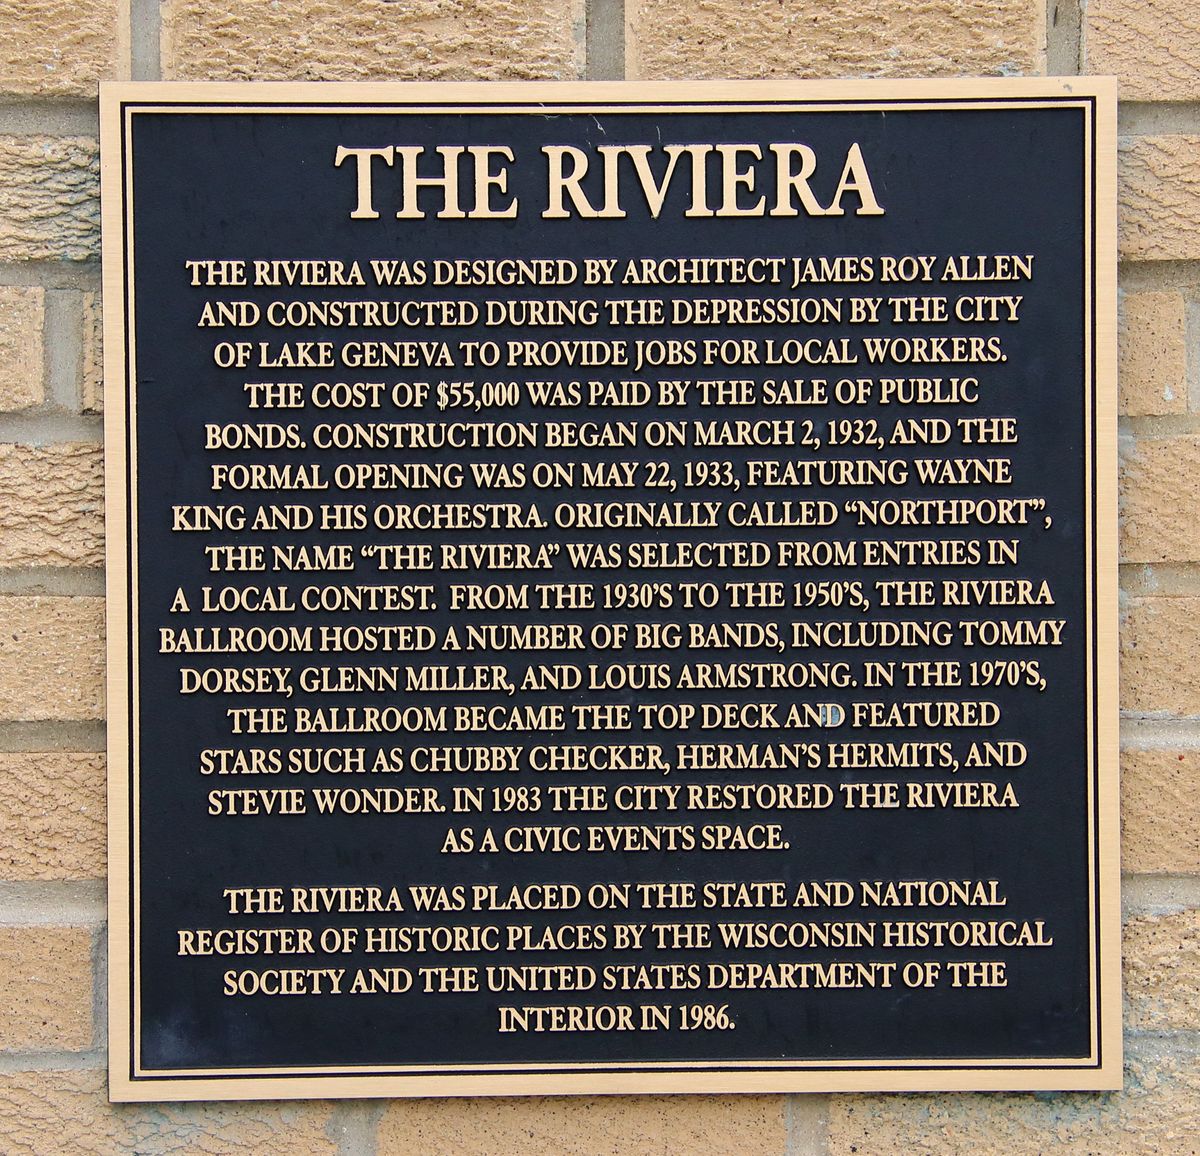 THE RIVIERA
THE RIVIERA WAS DESIGNED BY ARCHITECT JAMES ROY ALLEN
AND CONSTRUCTED DURING THE DEPRESSION BY THE CITY
OF LAKE GENEVA TO PROVIDE JOBS FOR LOCAL WORKERS.
THE COST OF $55,000 WAS PAID BY THE SALE OF PUBLIC
BONDS. CONSTRUCTION BEGAN ON MARCH 2, 1932, AND THE
FORMAL OPENING WAS ON MAY 22, 1933, FEATURING WAYNE
KING AND HIS ORCHESTRA. ORIGINALLY CALLED “NORTHPORT”,
THE NAME “THE RIVIERA” WAS SELECTED FROM ENTRIES IN
A LOCAL CONTEST. FROM THE 1930’S TO THE 1950’S, THE RIVIERA
BALLROOM HOSTED A NUMBER OF BIG BANDS, INCLUDING TOMMY
DORSEY, GLENN MILLER, AND LOUIS ARMSTRONG. IN THE 1970’S,
THE BALLROOM BECAME THE TOP DECK AND FEATURED
STARS SUCH AS CHUBBY CHECKER, HERMAN’S HERMITS, AND
STEVIE WONDER. IN 1983 THE CITY RESTORED THE RIVIERA
AS A CIVIC EVENTS SPACE.
THE RIVIERA WAS PLACED ON THE STATE AND NATIONAL
REGISTER OF HISTORIC PLACES BY THE WISCONSIN HISTORICAL
SOCIETY AND THE UNITED STATES DEPARTMENT OF THE
INTERIOR IN 1986.